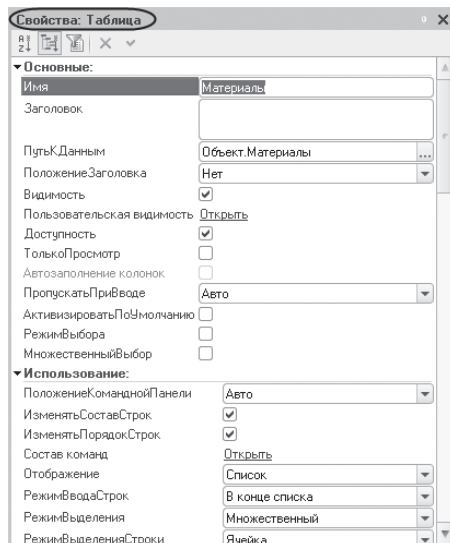 Свойства: Таблица
Основные:
Имя Материалы
Заголовок
ПутьКДанным Объект.Материалы ...
ПоложениеЗаголовка Нет
Видимость
Пользовательская видимость Открыть
Доступность
ТолькоПросмотр
Автозаполнение колонок
ПропускатьПриВводе Авто
АктивизироватьПоУмолчанию
РежимВыбора
МножественныйВыбор
Использование:
ПоложениеКоманднойПанели Авто
ИзменятьСоставСтрок
ИзменятьПорядокСтрок
Состав команд Открыть
Отображение Список
РежимВводаСтрок В конце списка
РежимВыделения Множественный
РежимВыделенияСтроки Ячейка